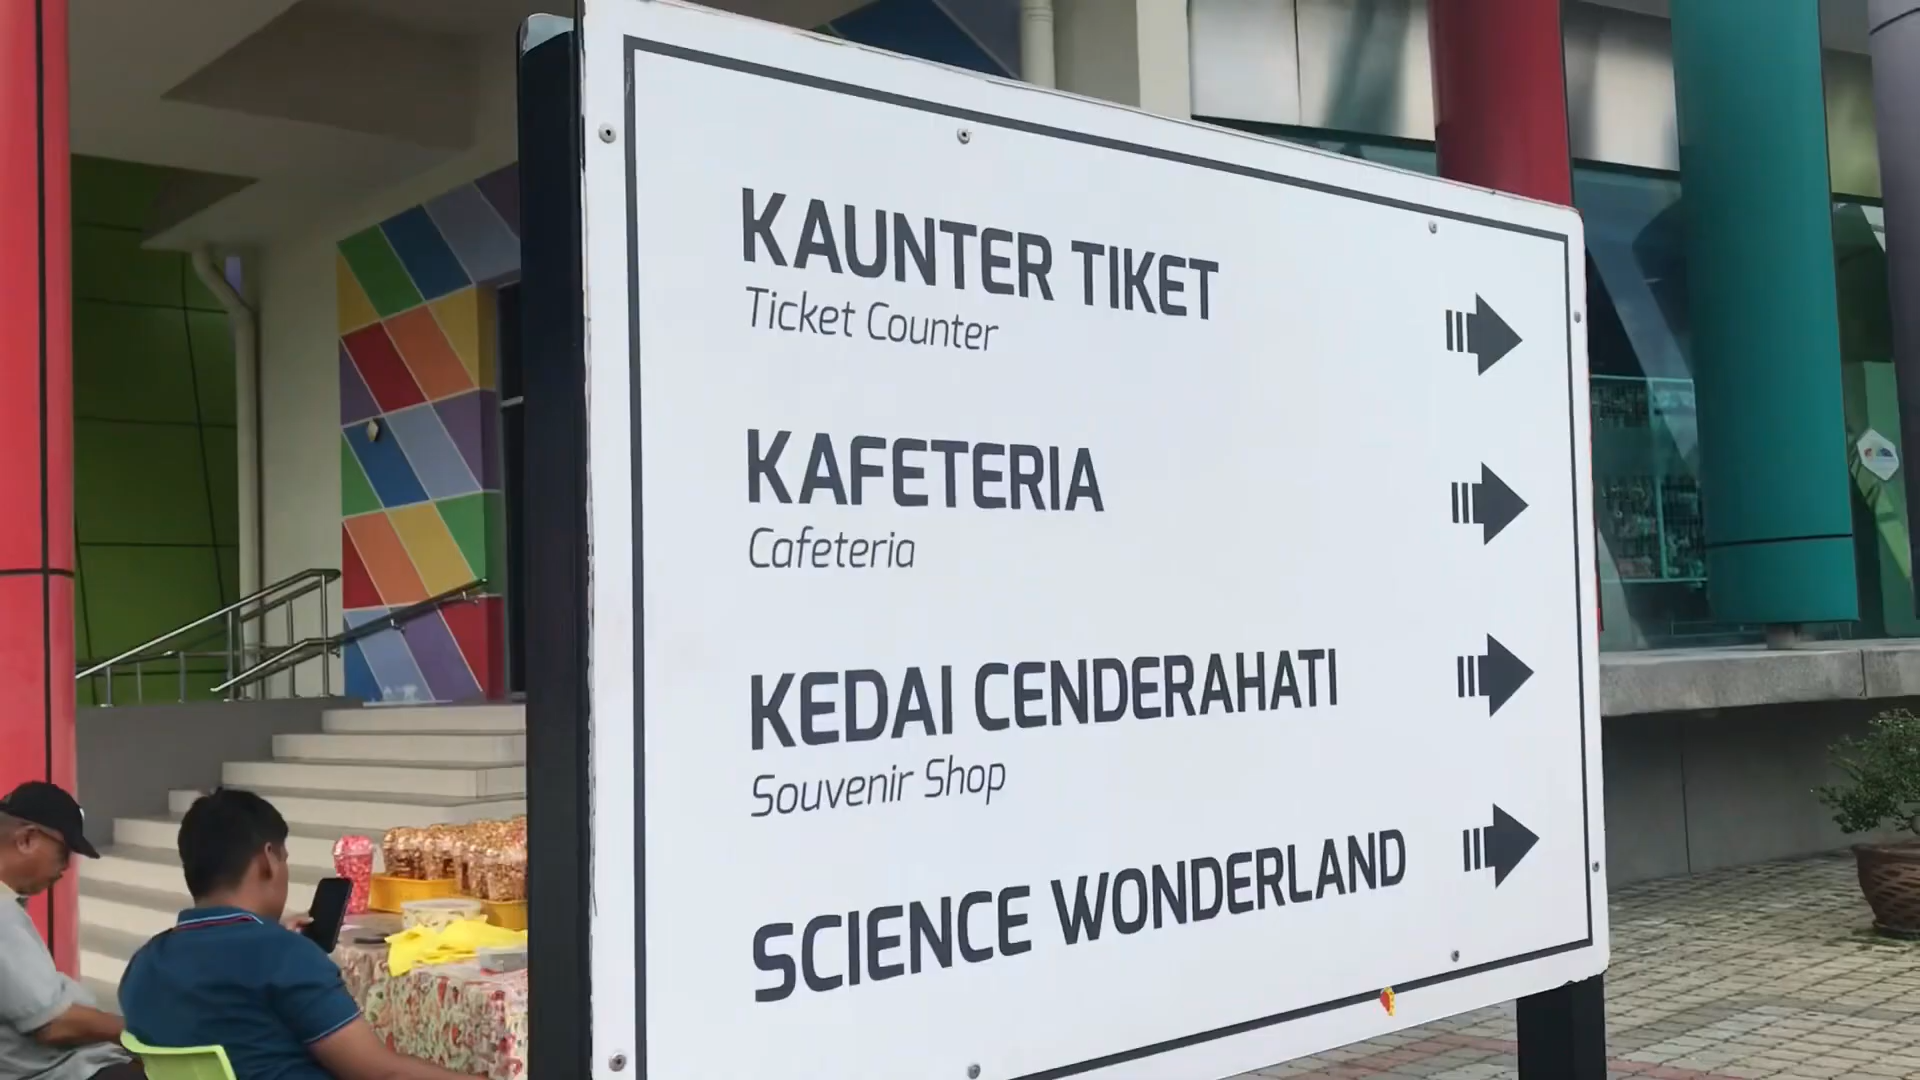 KAUNTER TIKET
Ticket Counter
KAFETERIA
Cafeteria
KEDAI CENDERAHATI
Souvenir Shop
SCIENCE WONDERLAND